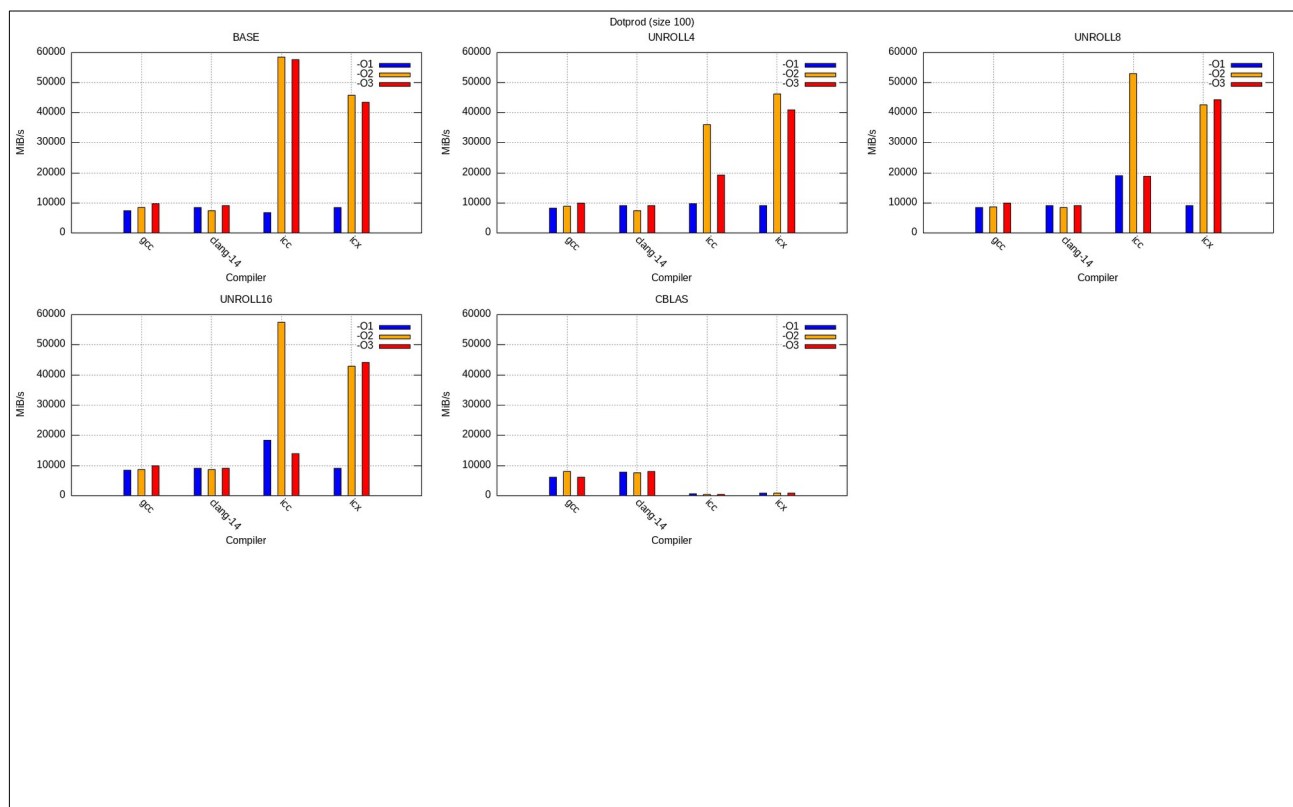 Dotprod (size 100)
BASE
MiB/s
60000
50000
40000
30000
20000
10000
0
-O1
-O2
-O3
gcc
clang-14
icc
icx
Compiler
UNROLL4
MiB/s
60000
50000
40000
30000
20000
10000
0
-O1
-O2
-O3
gcc
clang-14
icc
icx
Compiler
UNROLL8
MiB/s
60000
50000
40000
30000
20000
10000
0
-O1
-O2
-O3
gcc
clang-14
icc
icx
Compiler
UNROLL16
MiB/s
60000
50000
40000
30000
20000
10000
0
-O1
-O2
-O3
gcc
clang-14
icc
icx
Compiler
CBLAS
MiB/s
60000
50000
40000
30000
20000
10000
0
-O1
-O2
-O3
gcc
clang-14
icc
icx
Compiler